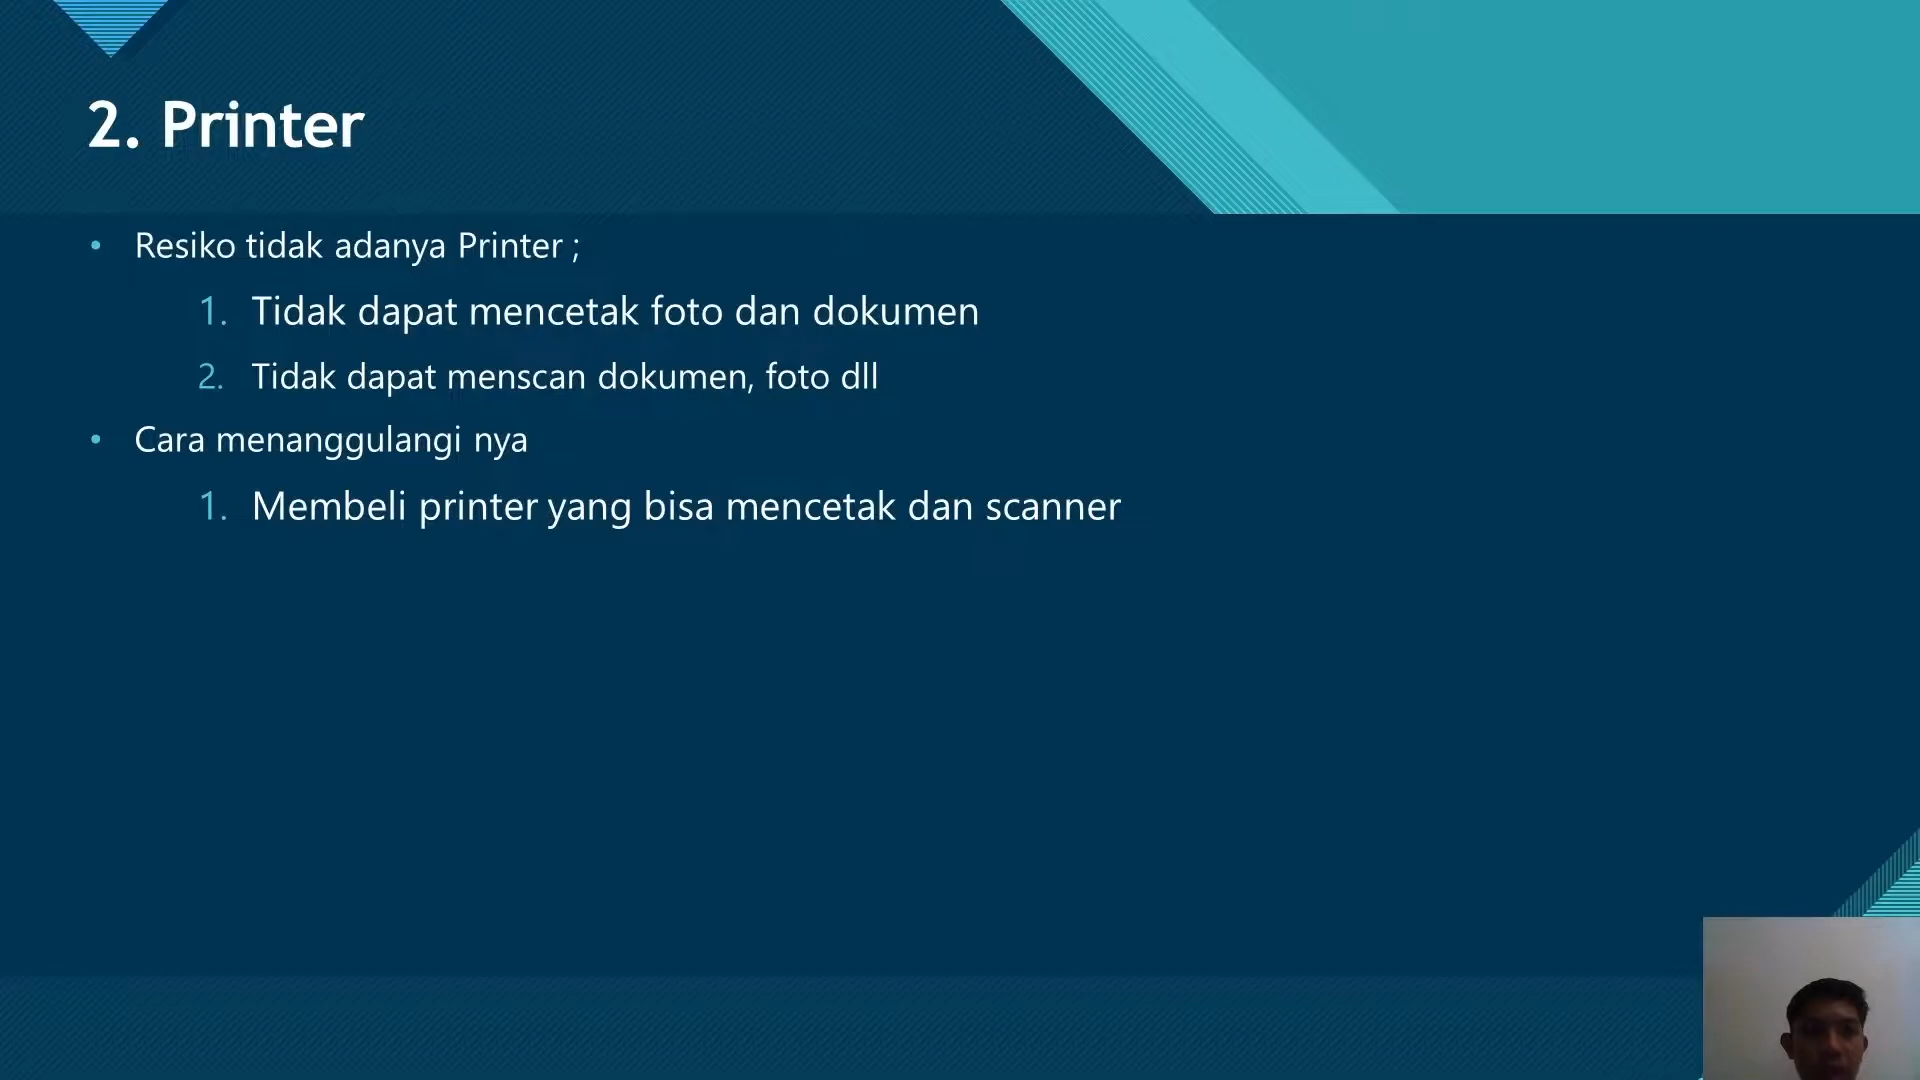 2. Printer
• Resiko tidak adanya Printer ;
1. Tidak dapat mencetak foto dan dokumen
2. Tidak dapat menscan dokumen, foto dll
• Cara menanggulangi nya
1. Membeli printer yang bisa mencetak dan scanner